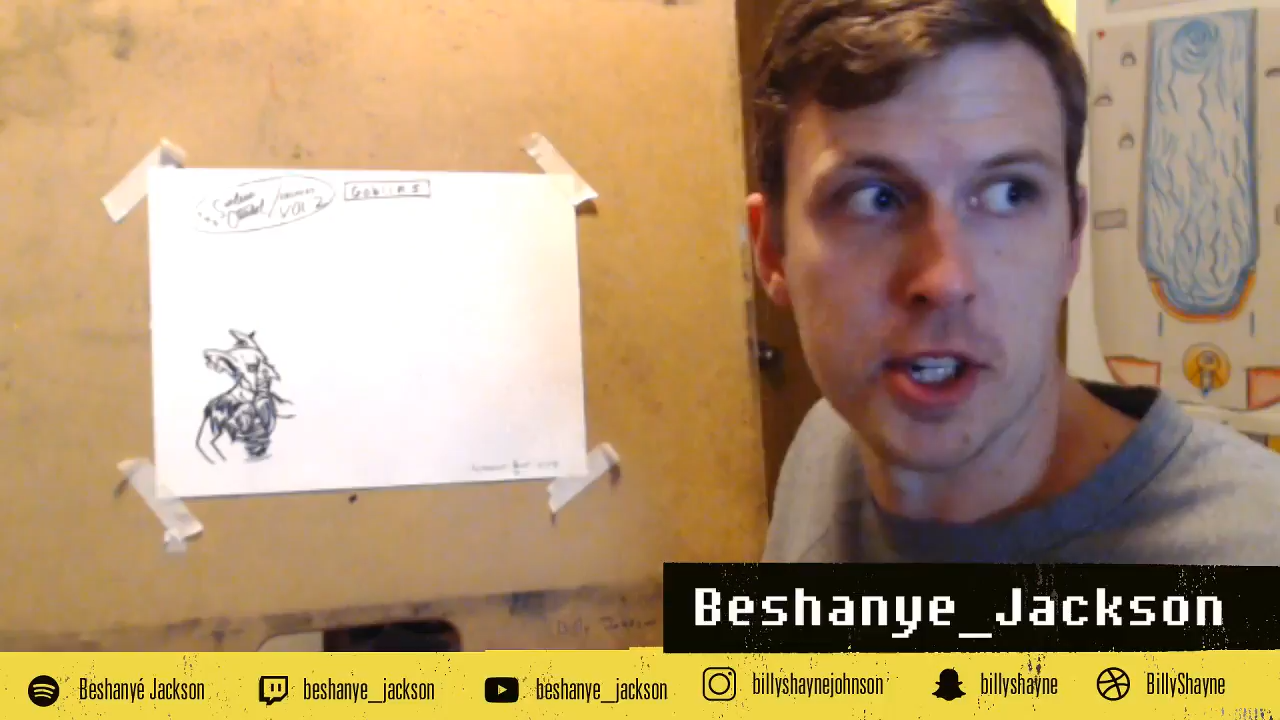 VOl 2
Goblins
Beshanye_Jackson
Beshanyé Jackson
beshanye_jackson
beshanye_jackson
billyshaynejohnson
billyshayne
BillyShayne